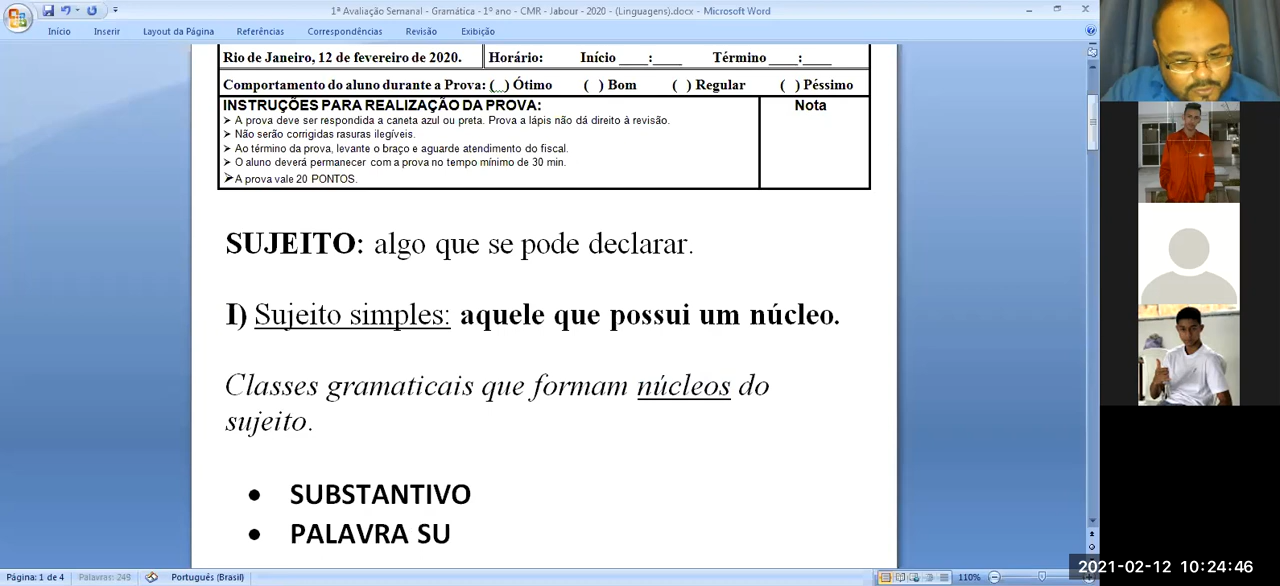 1ª Avaliação Semanal - Gramática - 1º ano - CMR - Jabour - 2020 - (Linguagens).docx - Microsoft Word
Início Inserir Layout da Página Referências Correspondências Revisão Exibição
Rio de Janeiro, 12 de fevereiro de 2020. Horário: Início ____:____ Término ____:____
Comportamento do aluno durante a Prova: (__) Ótimo ( ) Bom ( ) Regular ( ) Péssimo
INSTRUÇÕES PARA REALIZAÇÃO DA PROVA: Nota
➢ A prova deve ser respondida a caneta azul ou preta. Prova a lápis não dá direito à revisão.
➢ Não serão corrigidas rasuras ilegíveis.
➢ Ao término da prova, levante o braço e aguarde atendimento do fiscal.
➢ O aluno deverá permanecer com a prova no tempo mínimo de 30 min.
➢ A prova vale 20 PONTOS.
SUJEITO: algo que se pode declarar.
I) Sujeito simples: aquele que possui um núcleo.
Classes gramaticais que formam núcleos do
sujeito.
• SUBSTANTIVO
• PALAVRA SU
Página: 1 de 4 Palavras: 249 Português (Brasil) 110%
2021-02-12 10:24:46